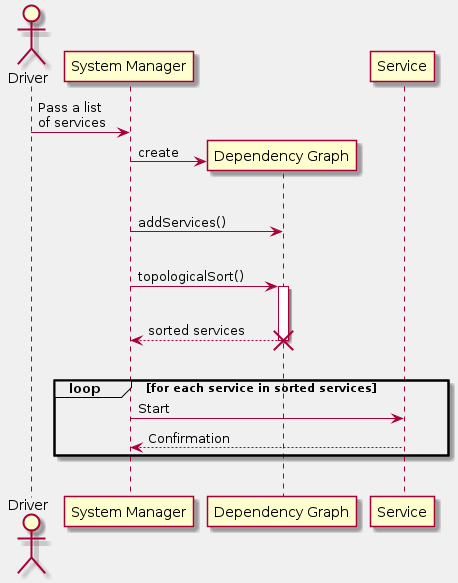 Driver
System Manager
Service
Pass a list
of services
create
Dependency Graph
addServices()
topologicalSort()
sorted services
loop
[for each service in sorted services]
Start
Confirmation
Driver
System Manager
Dependency Graph
Service